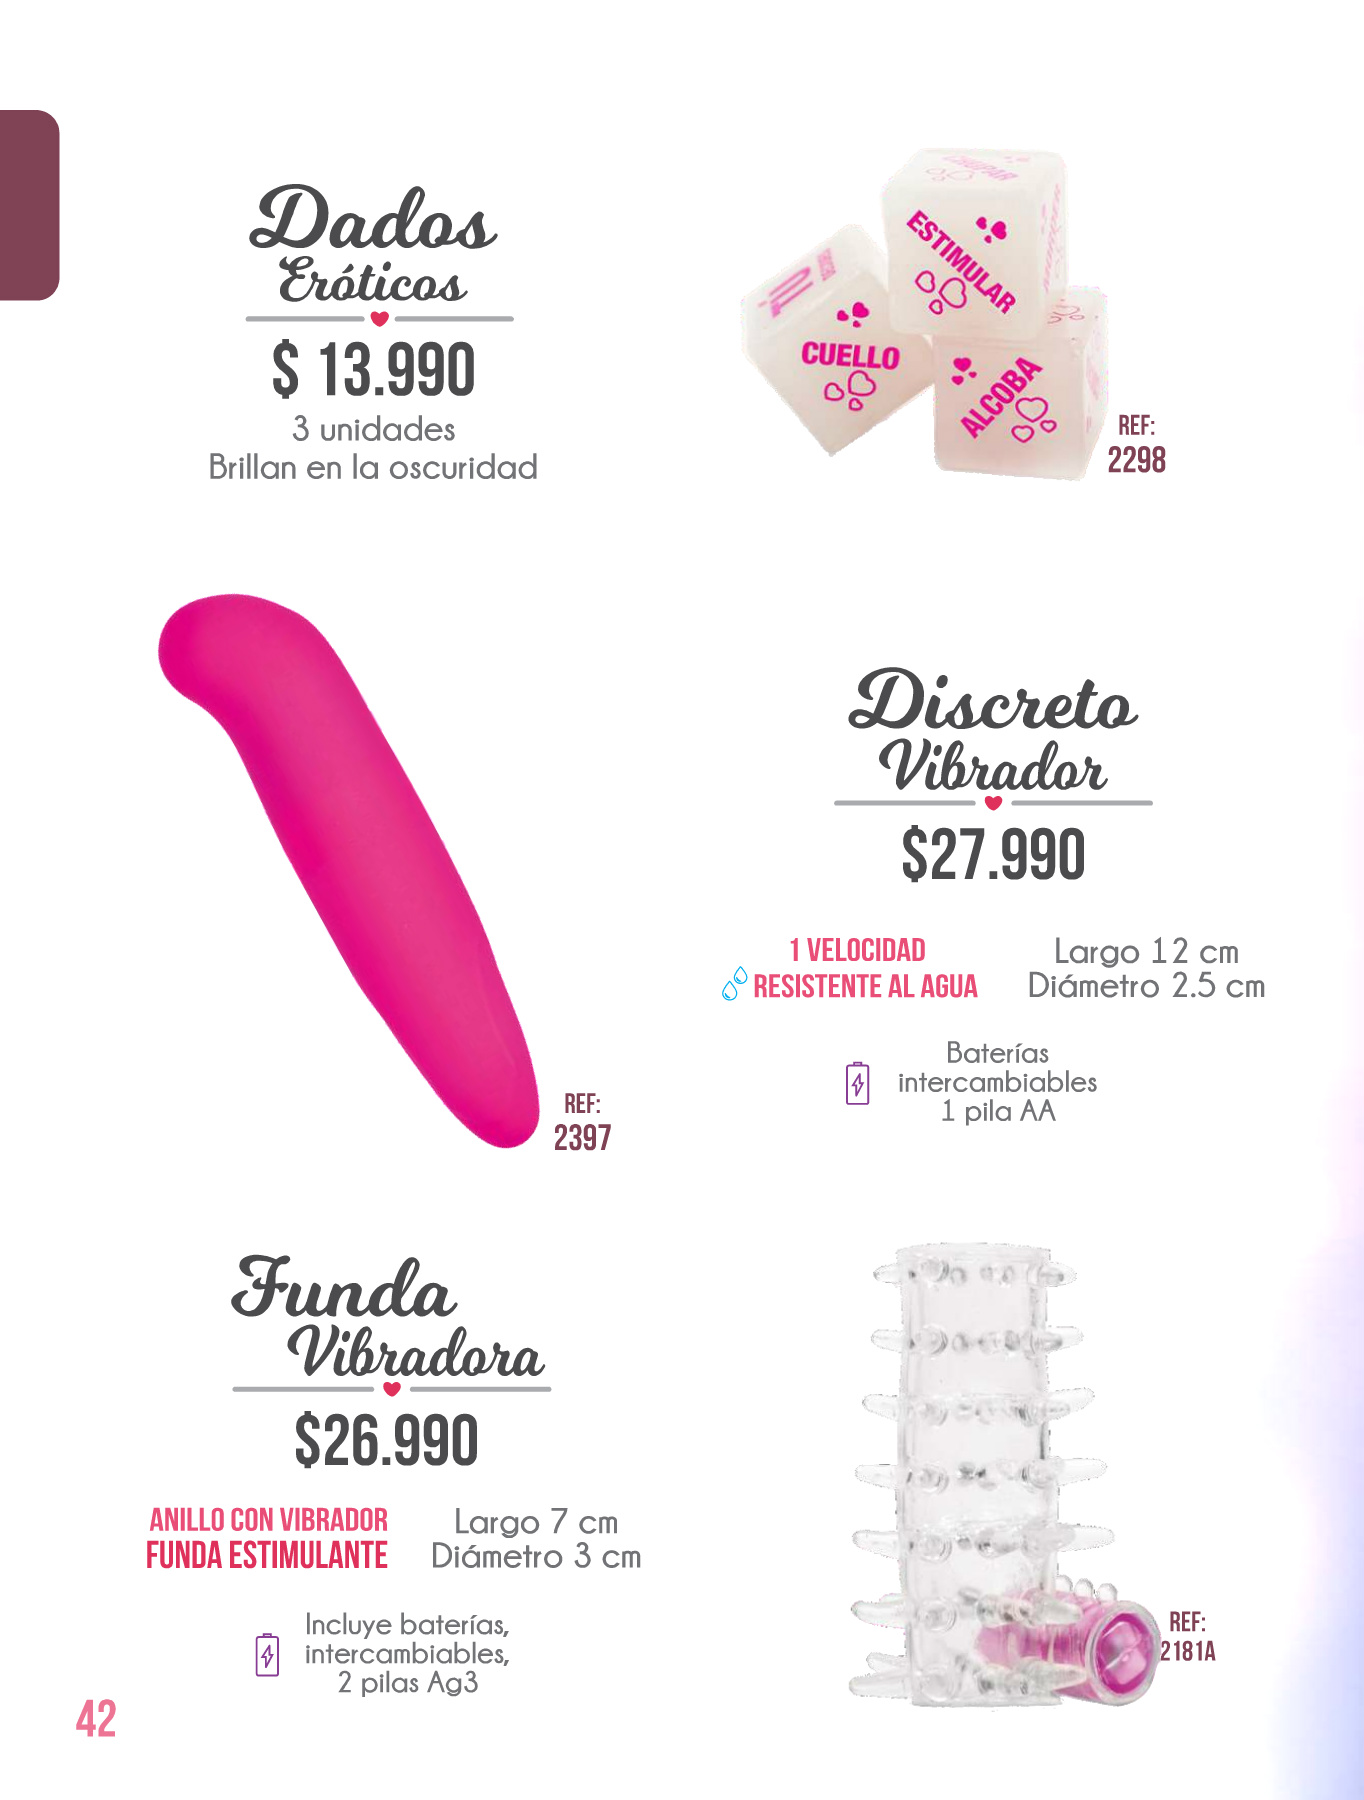 Dados
Eróticos
$ 13.990
3 unidades
Brillan en la oscuridad
CHUPAR
ESTIMULAR
CUELLO
ALCOBA
REF:
2298
Discreto
Vibrador
$27.990
1 VELOCIDAD
RESISTENTE AL AGUA
Largo 12 cm
Diámetro 2.5 cm
Baterías
intercambiables
1 pila AA
REF:
2397
Funda
Vibradora
$26.990
ANILLO CON VIBRADOR
FUNDA ESTIMULANTE
Largo 7 cm
Diámetro 3 cm
Incluye baterías,
intercambiables,
2 pilas Ag3
REF:
2181A
42